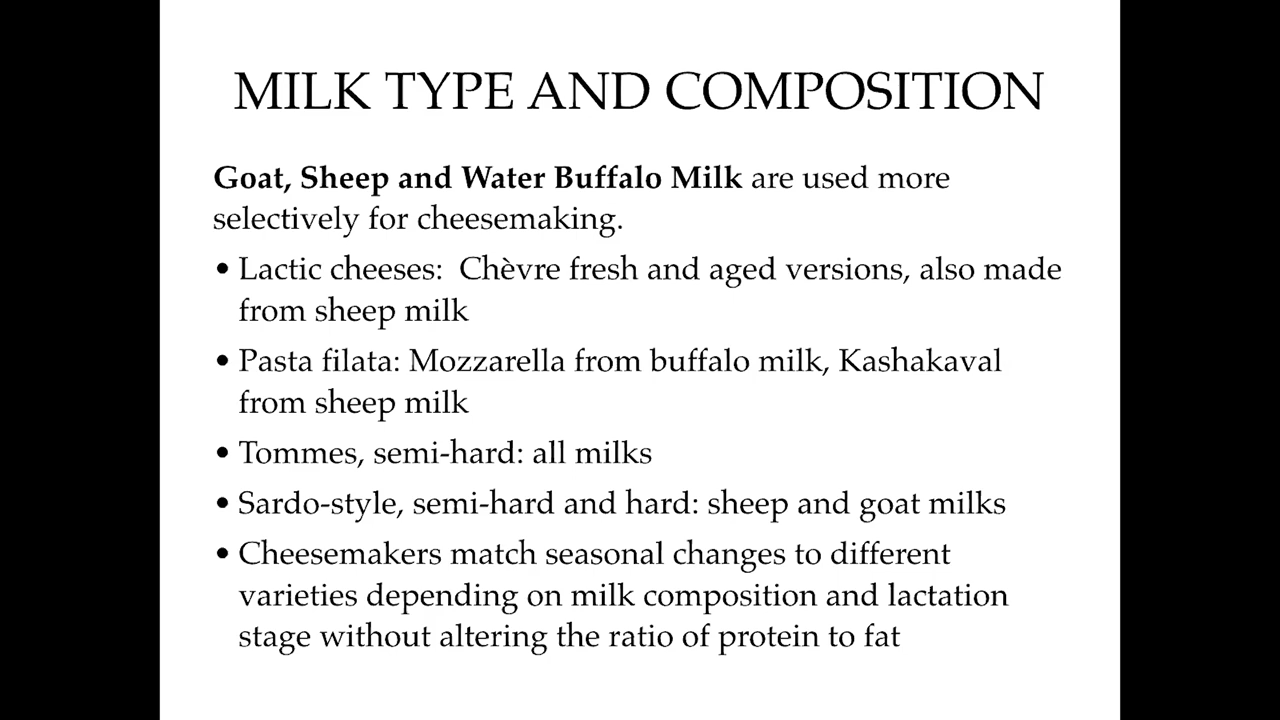 MILK TYPE AND COMPOSITION
Goat, Sheep and Water Buffalo Milk are used more
selectively for cheesemaking.
• Lactic cheeses:  Chèvre fresh and aged versions, also made
from sheep milk
• Pasta filata: Mozzarella from buffalo milk, Kashakaval
from sheep milk
• Tommes, semi-hard: all milks
• Sardo-style, semi-hard and hard: sheep and goat milks
• Cheesemakers match seasonal changes to different
varieties depending on milk composition and lactation
stage without altering the ratio of protein to fat